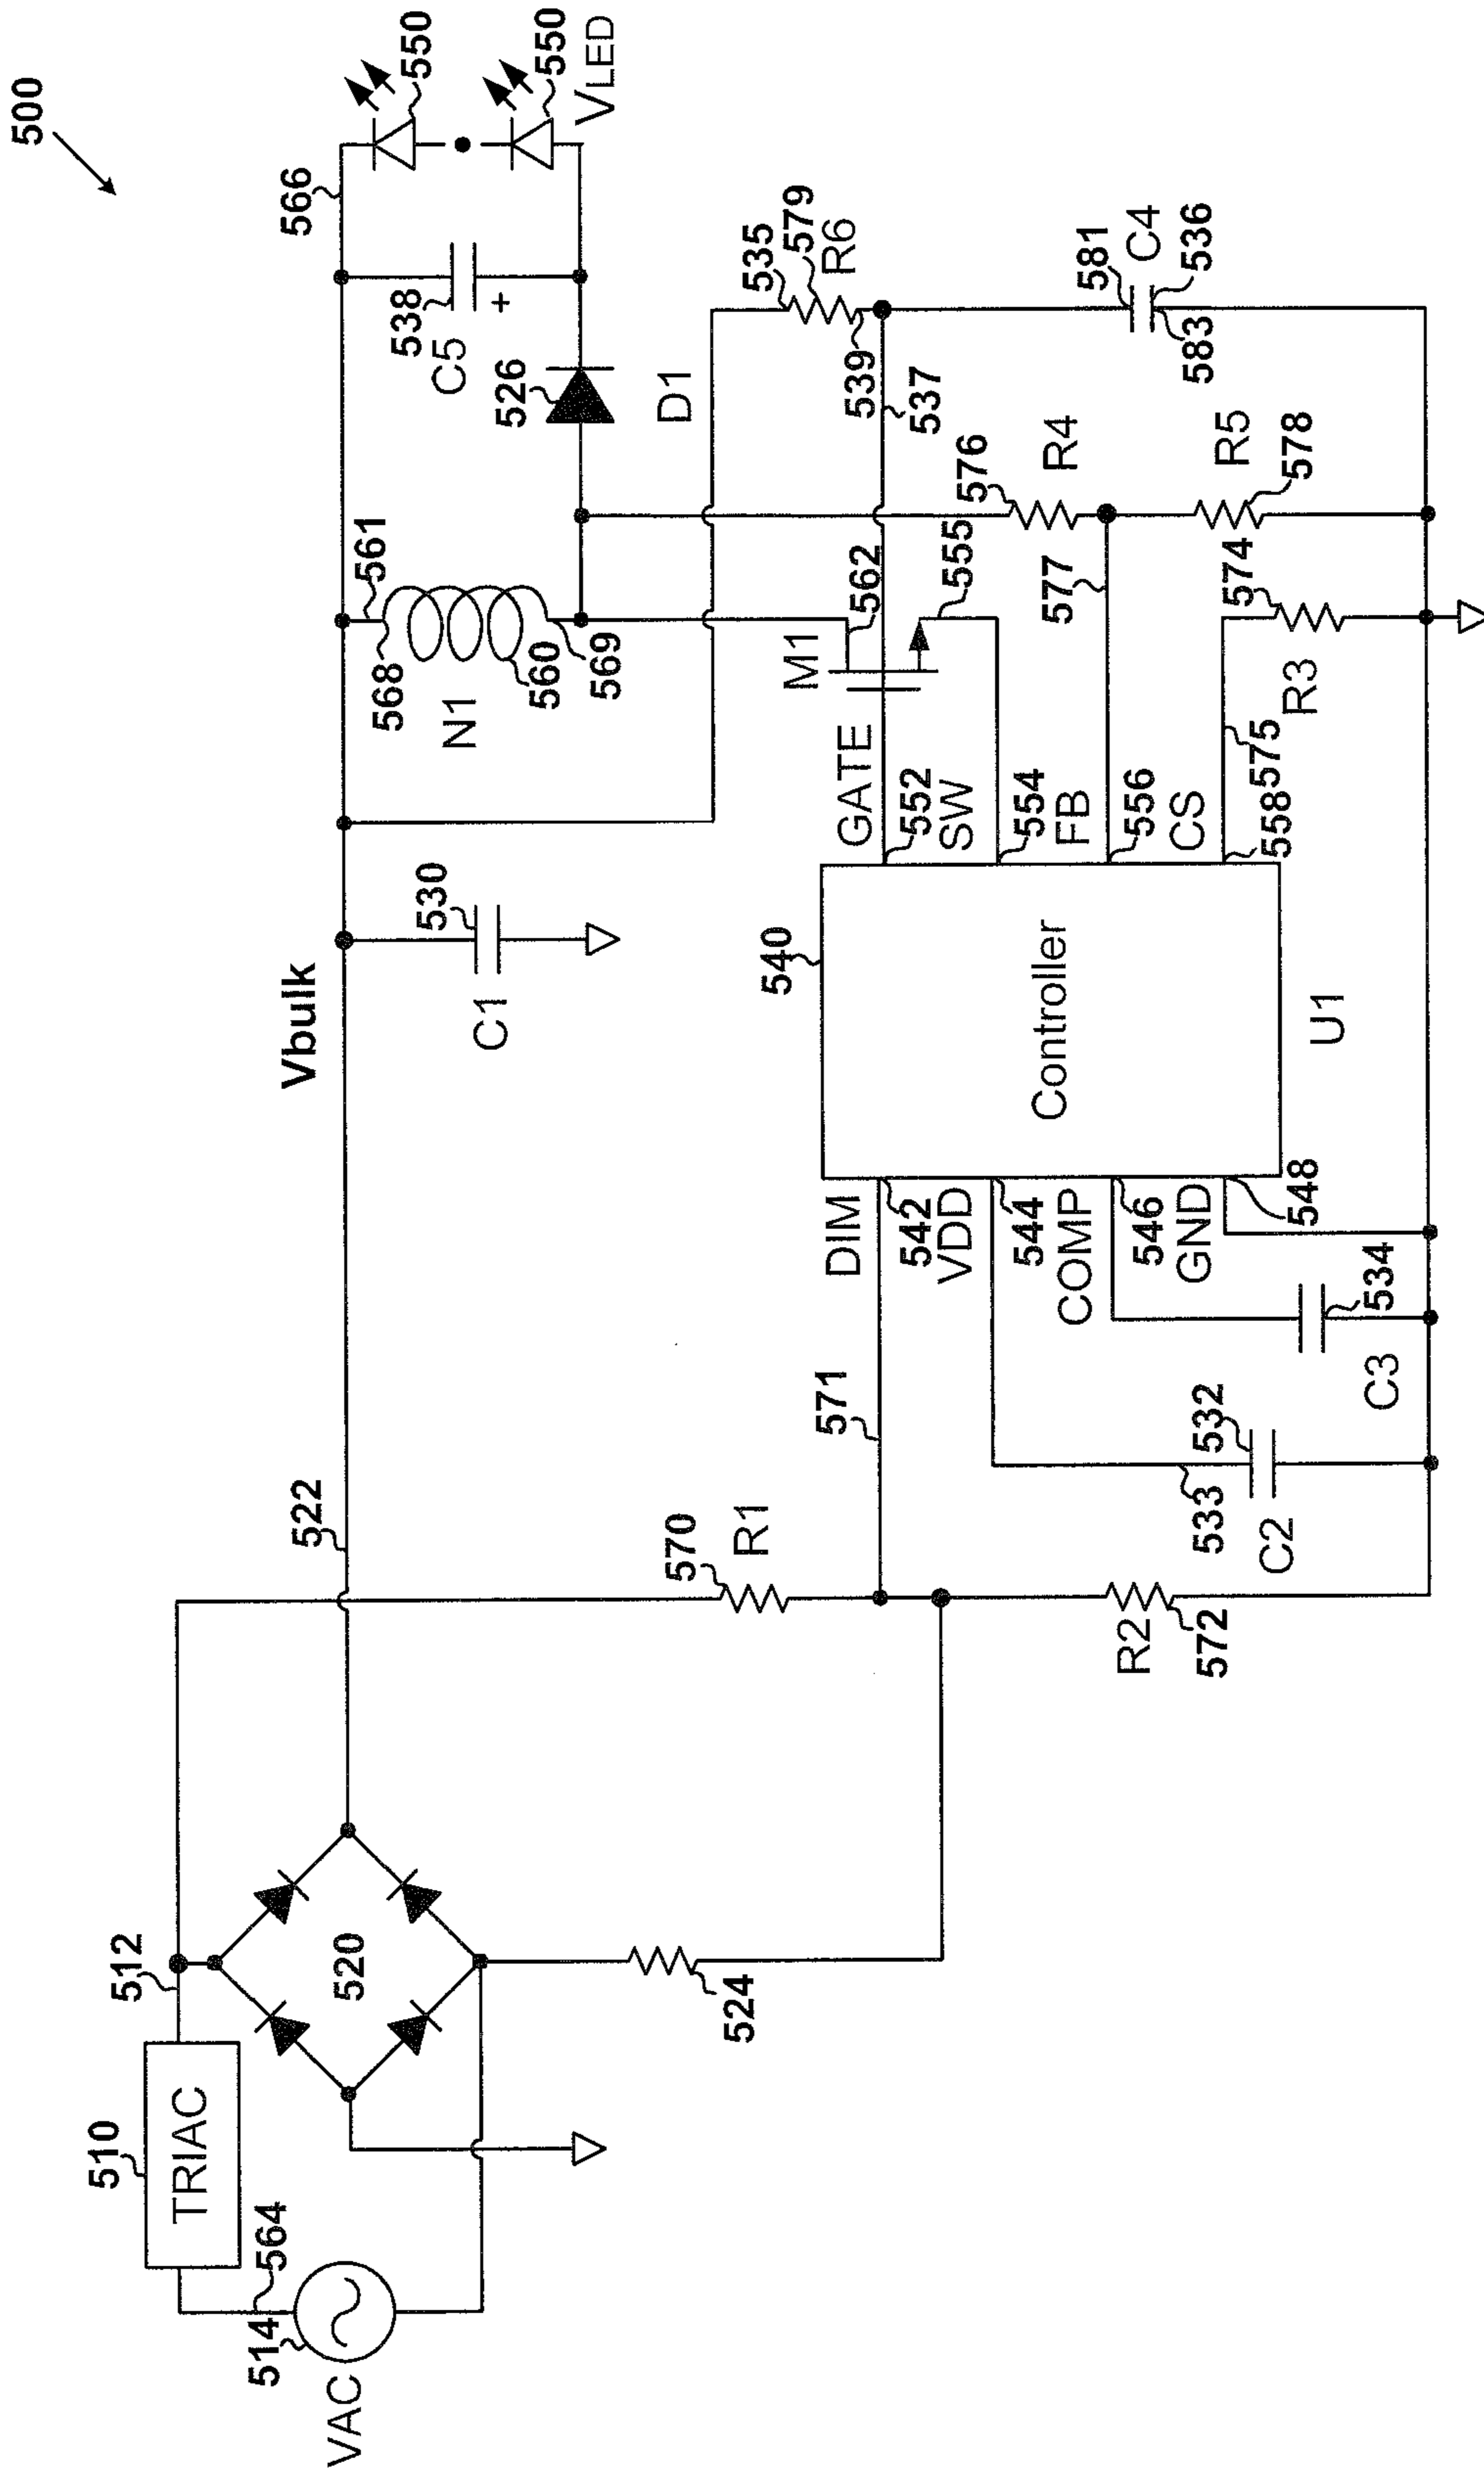 500
VAC
514
564
510
TRIAC
512
520
524
522
Vbulk
530
C1
570
R1
571
R2
572
533
532
C2
534
C3
DIM
542
VDD
544
COMP
546
GND
548
540
Controller
U1
GATE
552
SW
554
FB
556
CS
558
575
R3
574
M1
562
555
577
576
R4
R5
578
561
568
N1
560
569
526
D1
538
C5
+
566
550
550
VLED
535
579
R6
539
537
581
C4
536
583